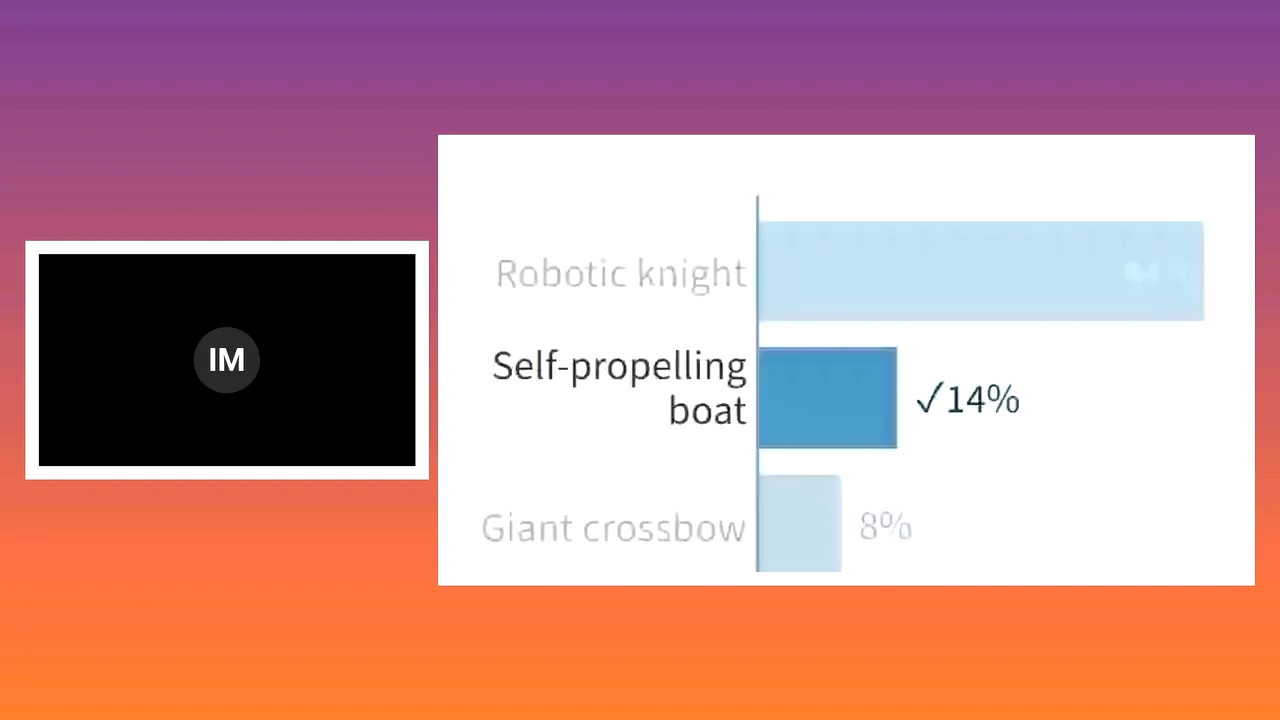 IM
Robotic knight
Self-propelling
boat
✓14%
Giant crossbow
8%